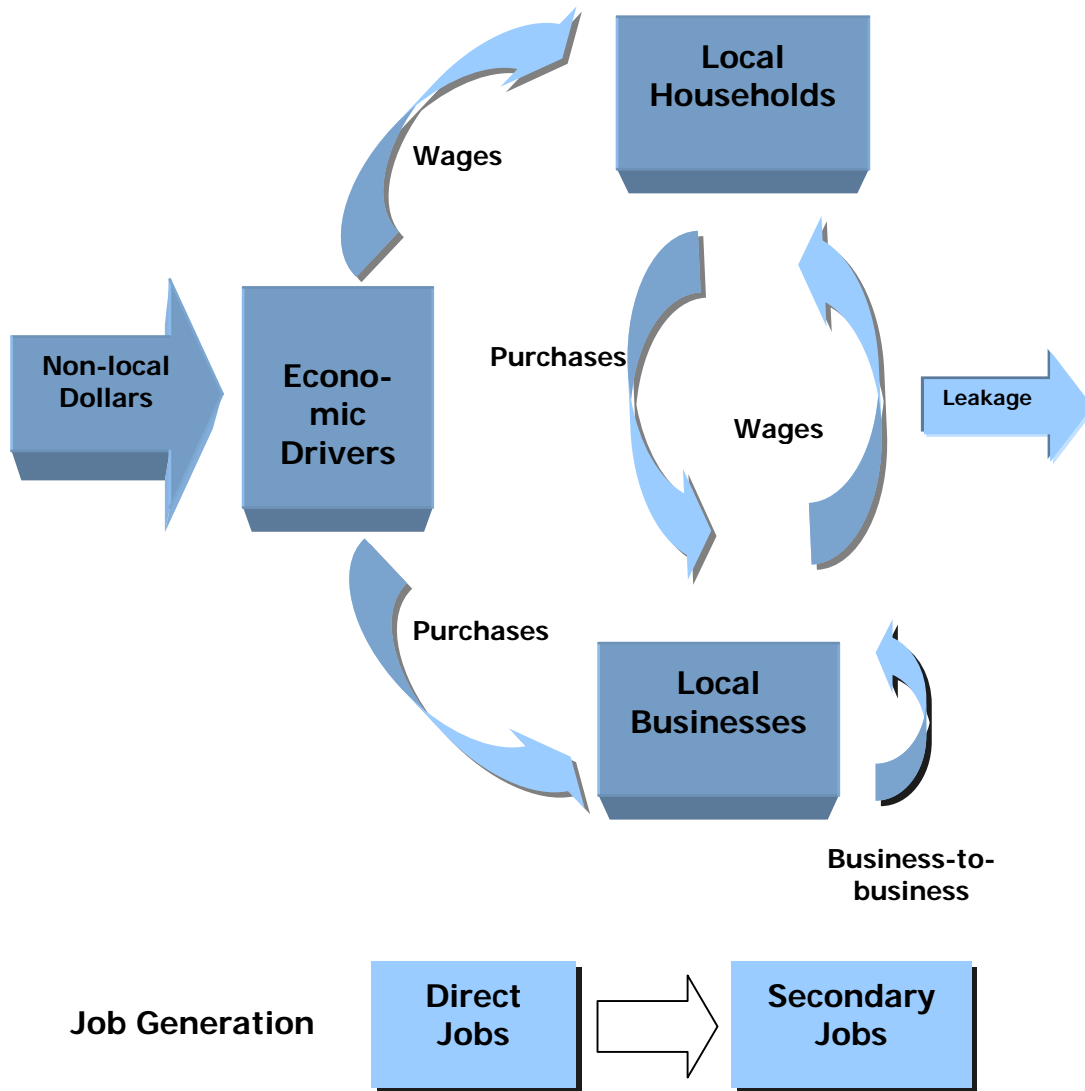 Local
Households
Wages
Non-local
Dollars
Econo-
mic
Drivers
Purchases
Wages
Leakage
Purchases
Local
Businesses
Business-to-
business
Job Generation
Direct
Jobs
Secondary
Jobs